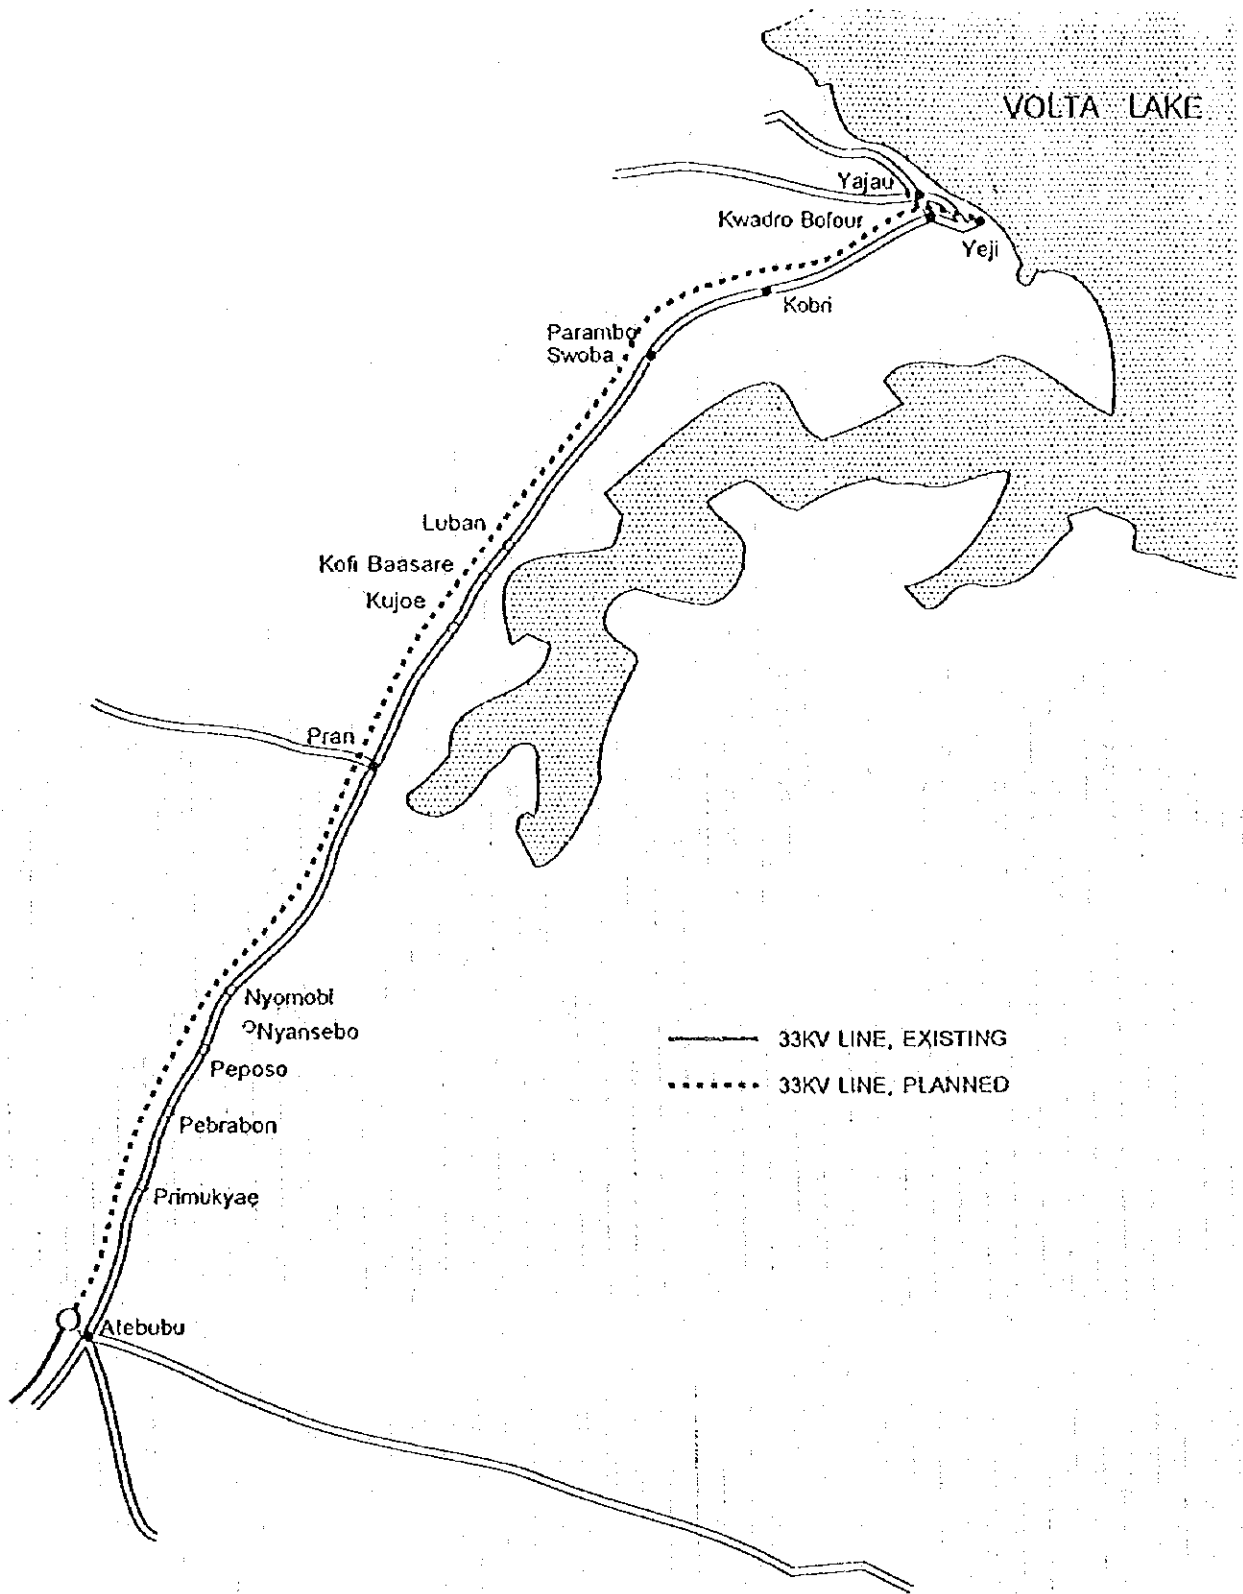 VOLTA LAKE
Yajau
Kwadro Bofour
Yeji
Kobri
Parambo
Swoba
Luban
Kofi Baasare
Kujoe
Pran
Nyomobi
Nyansebo
Peposo
Pebrabon
Primukyae
Atebubu
33KV LINE, EXISTING
33KV LINE, PLANNED